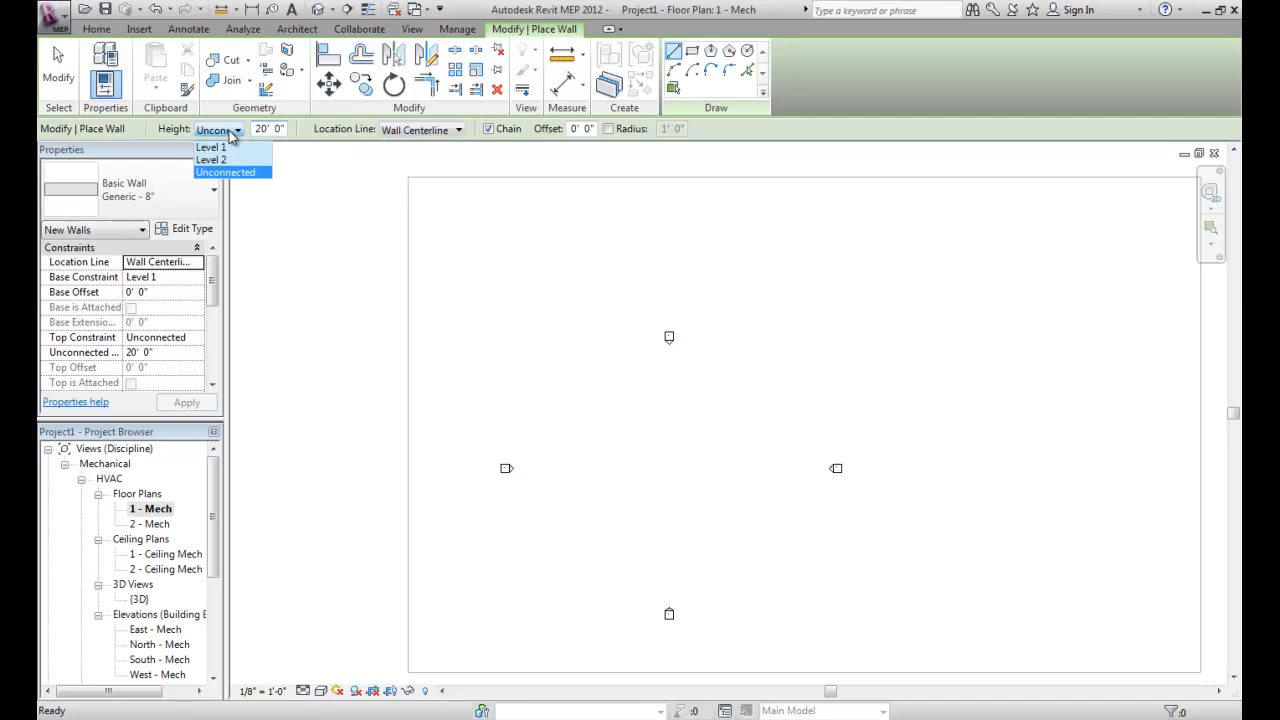 Autodesk Revit MEP 2012 - Project1 - Floor Plan: 1 - Mech
Type a keyword or phrase
Sign In
MEP
Home Insert Annotate Analyze Architect Collaborate View Manage Modify | Place Wall
Modify
Paste
Cut
Join
Select Properties Clipboard Geometry Modify View Measure Create Draw
Modify | Place Wall Height: Uncon 20' 0" Location Line: Wall Centerline Chain Offset: 0' 0" Radius: 1' 0"
Level 1
Level 2
Unconnected
Properties
Basic Wall
Generic - 8"
New Walls Edit Type
Constraints
Location Line Wall Centerli...
Base Constraint Level 1
Base Offset 0' 0"
Base is Attached
Base Extensio... 0' 0"
Top Constraint Unconnected
Unconnected ... 20' 0"
Top Offset 0' 0"
Top is Attached
Properties help Apply
Project1 - Project Browser
Views (Discipline)
Mechanical
HVAC
Floor Plans
1 - Mech
2 - Mech
Ceiling Plans
1 - Ceiling Mech
2 - Ceiling Mech
3D Views
{3D}
Elevations (Building E
East - Mech
North - Mech
South - Mech
West - Mech
1/8" = 1'-0"
Ready :0 Main Model :0